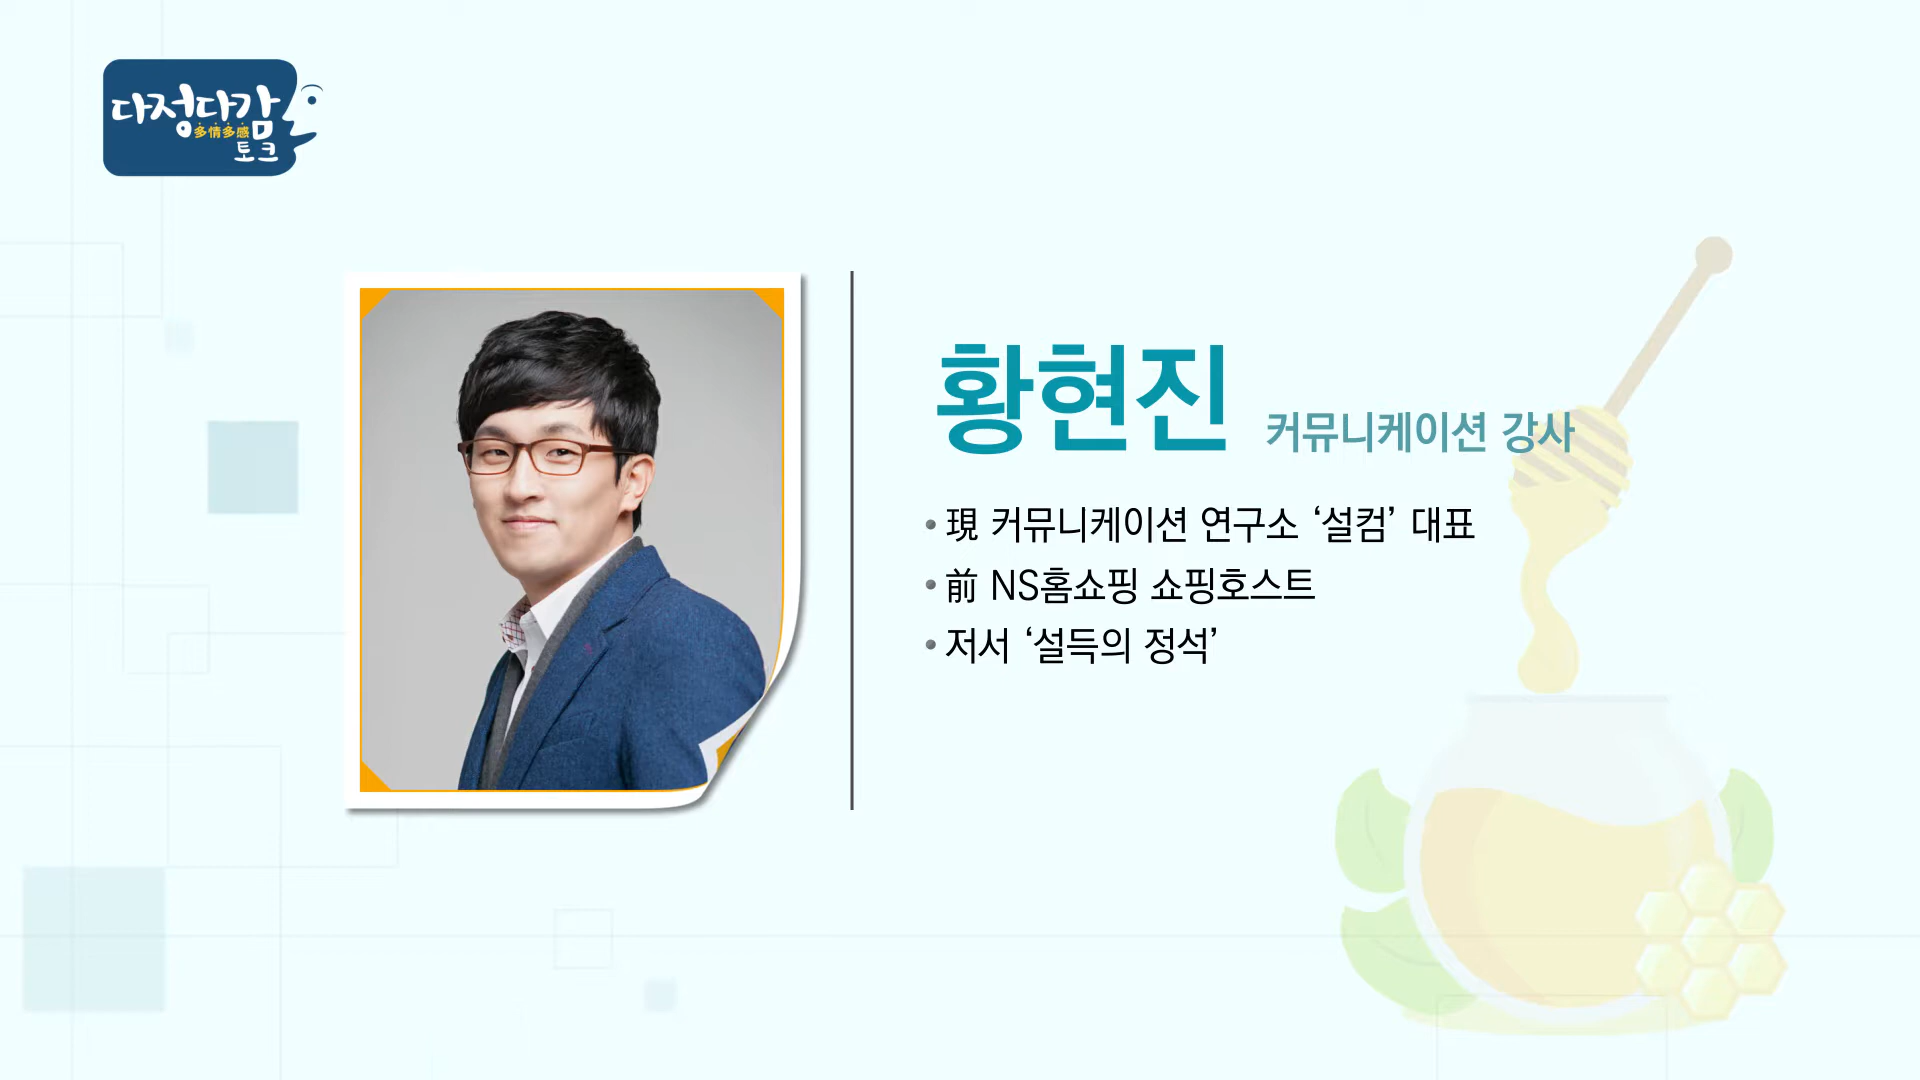 다정다감
多情多感
토크
황현진 커뮤니케이션 강사
• 現 커뮤니케이션 연구소 ‘설컴’ 대표
• 前 NS홈쇼핑 쇼핑호스트
• 저서 ‘설득의 정석’